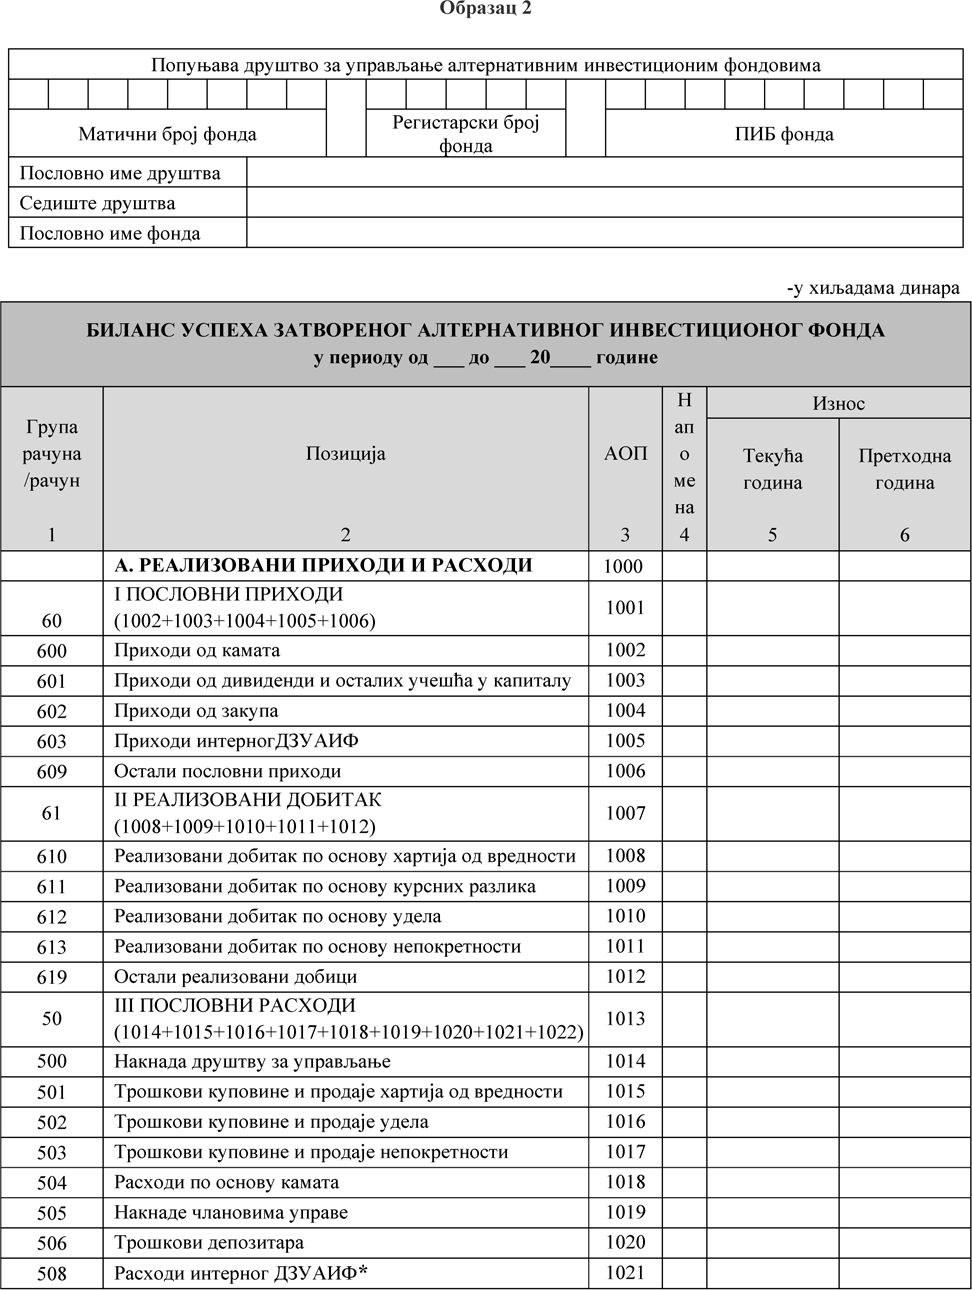 Образац 2
Попуњава друштво за управљање алтернативним инвестиционим фондовима
Матични број фонда
Регистарски број
фонда
ПИБ фонда
Пословно име друштва
Седиште друштва
Пословно име фонда
-у хиљадама динара
БИЛАНС УСПЕХА ЗАТВОРЕНОГ АЛТЕРНАТИВНОГ ИНВЕСТИЦИОНОГ ФОНДА
у периоду од ___ до ___ 20____ године
Група
рачуна
/рачун
Позиција
АОП
Н
ап
о
ме
на
Износ
Текућа
година
Претходна
година
1 2 3 4 5 6
А. РЕАЛИЗОВАНИ ПРИХОДИ И РАСХОДИ 1000
I ПОСЛОВНИ ПРИХОДИ
60 (1002+1003+1004+1005+1006) 1001
600 Приходи од камата 1002
601 Приходи од дивиденди и осталих учешћа у капиталу 1003
602 Приходи од закупа 1004
603 Приходи интерногДЗУАИФ 1005
609 Остали пословни приходи 1006
II РЕАЛИЗОВАНИ ДОБИТАК
61 (1008+1009+1010+1011+1012) 1007
610 Реализовани добитак по основу хартија од вредности 1008
611 Реализовани добитак по основу курсних разлика 1009
612 Реализовани добитак по основу удела 1010
613 Реализовани добитак по основу непокретности 1011
619 Остали реализовани добици 1012
III ПОСЛОВНИ РАСХОДИ
50 (1014+1015+1016+1017+1018+1019+1020+1021+1022) 1013
500 Накнада друштву за управљање 1014
501 Трошкови куповине и продаје хартија од вредности 1015
502 Трошкови куповине и продаје удела 1016
503 Трошкови куповине и продаје непокретности 1017
504 Расходи по основу камата 1018
505 Накнаде члановима управе 1019
506 Трошкови депозитара 1020
508 Расходи интерног ДЗУАИФ* 1021